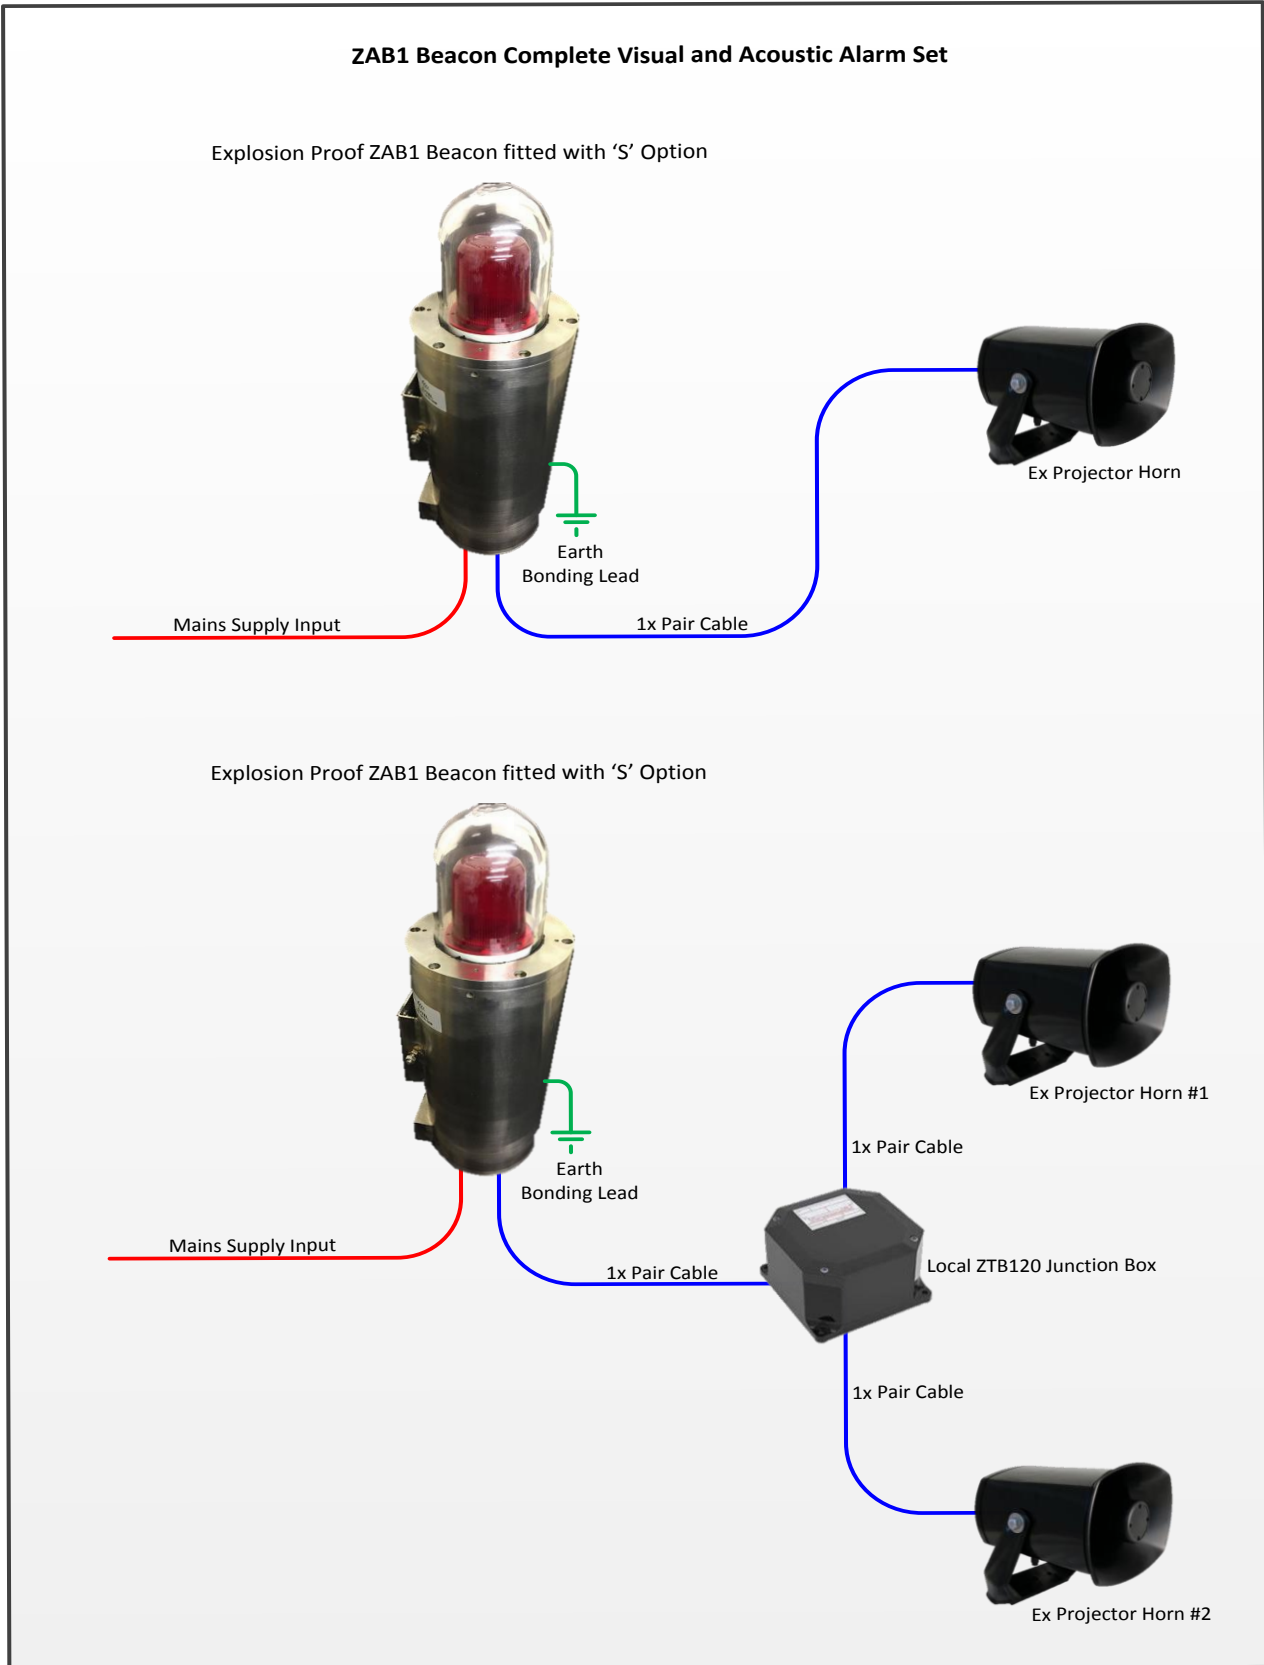 ZAB1 Beacon Complete Visual and Acoustic Alarm Set
Explosion Proof ZAB1 Beacon fitted with ‘S’ Option
Ex Projector Horn
Earth
Bonding Lead
Mains Supply Input
1x Pair Cable
Explosion Proof ZAB1 Beacon fitted with ‘S’ Option
Ex Projector Horn #1
1x Pair Cable
Earth
Bonding Lead
Mains Supply Input
1x Pair Cable
Local ZTB120 Junction Box
1x Pair Cable
Ex Projector Horn #2